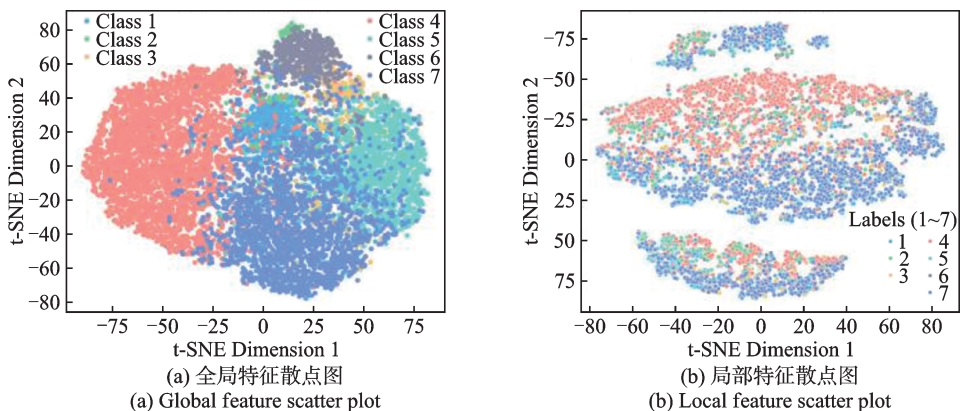 Class 1
Class 2
Class 3
Class 4
Class 5
Class 6
Class 7
80
60
40
20
0
−20
−40
−60
−80
t-SNE Dimension 2
−75 −50 −25 0 25 50 75
t-SNE Dimension 1
(a) 全局特征散点图
(a) Global feature scatter plot
−75
−50
−25
0
25
50
75
t-SNE Dimension 2
Labels (1~7)
1 4
2 5
3 6
7
−80 −60 −40 −20 0 20 40 60 80
t-SNE Dimension 1
(b) 局部特征散点图
(b) Local feature scatter plot